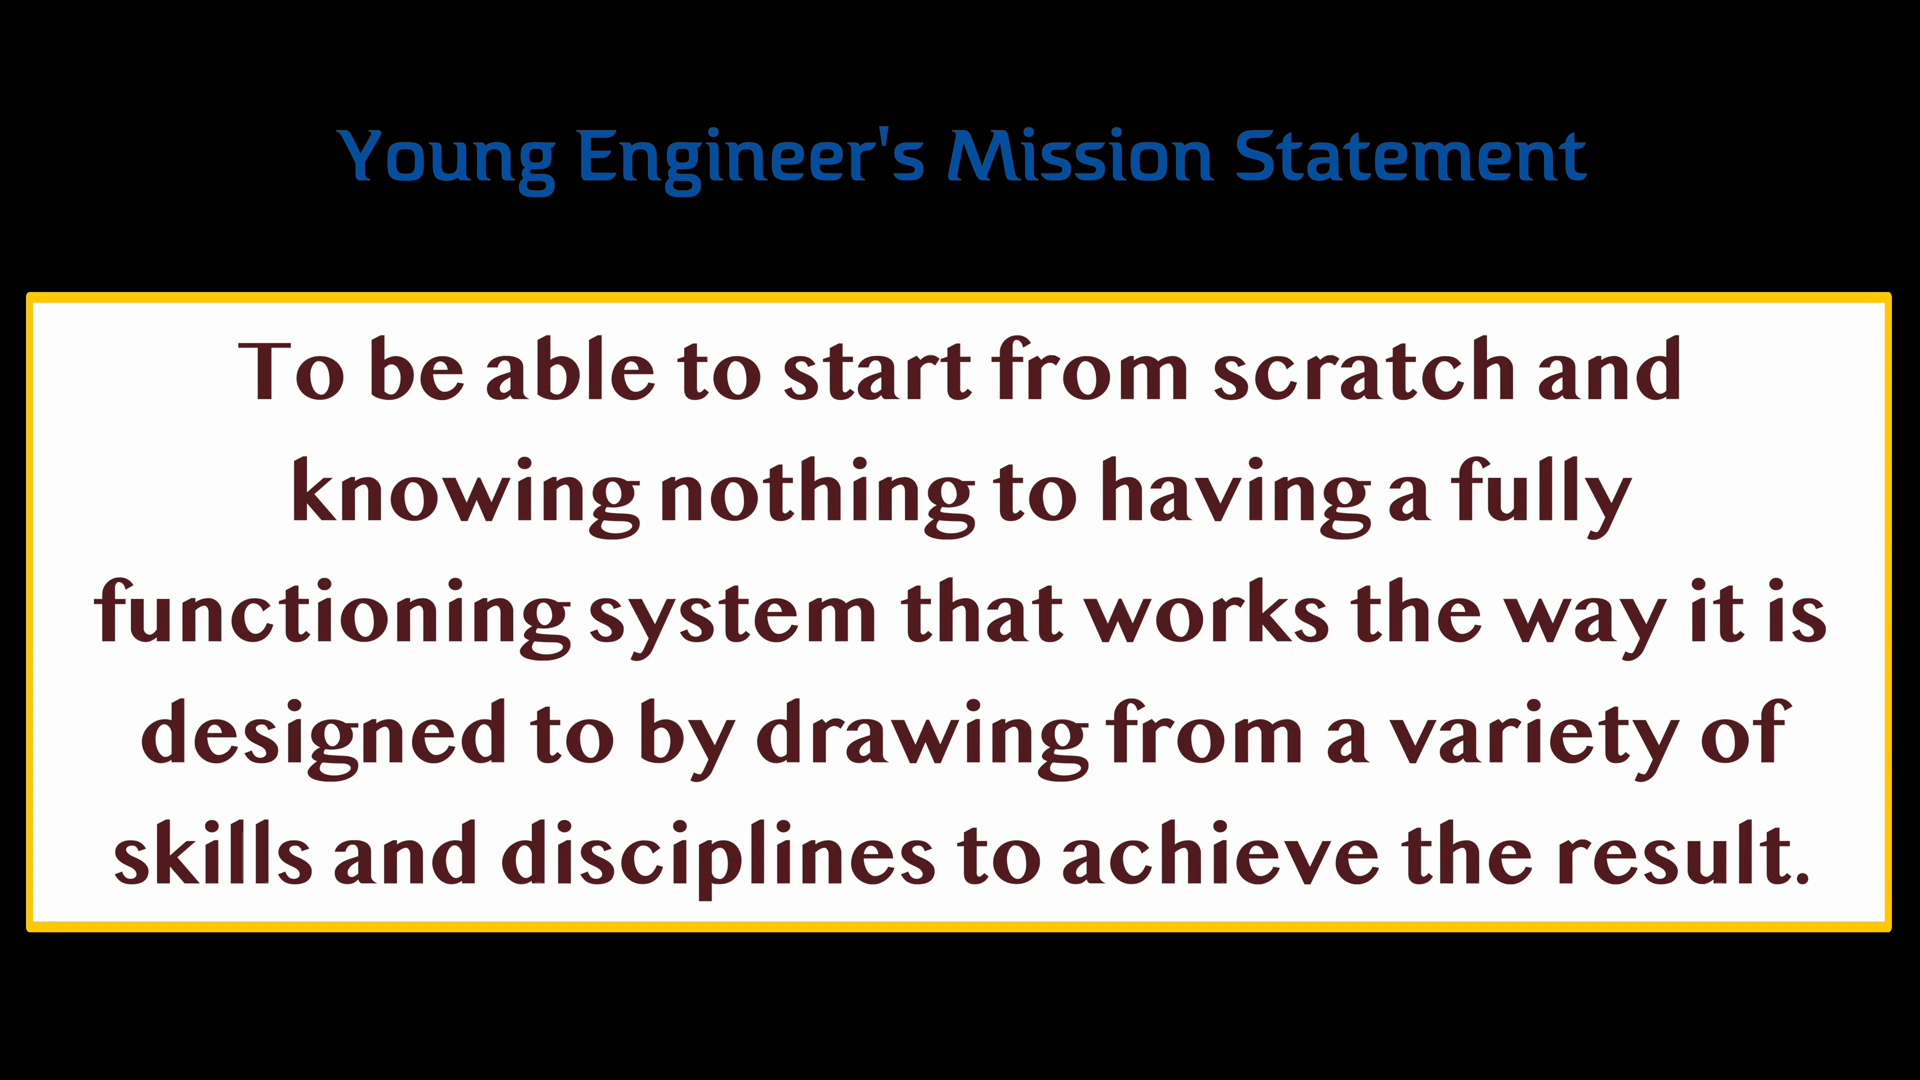 Young Engineer's Mission Statement
To be able to start from scratch and
knowing nothing to having a fully
functioning system that works the way it is
designed to by drawing from a variety of
skills and disciplines to achieve the result.